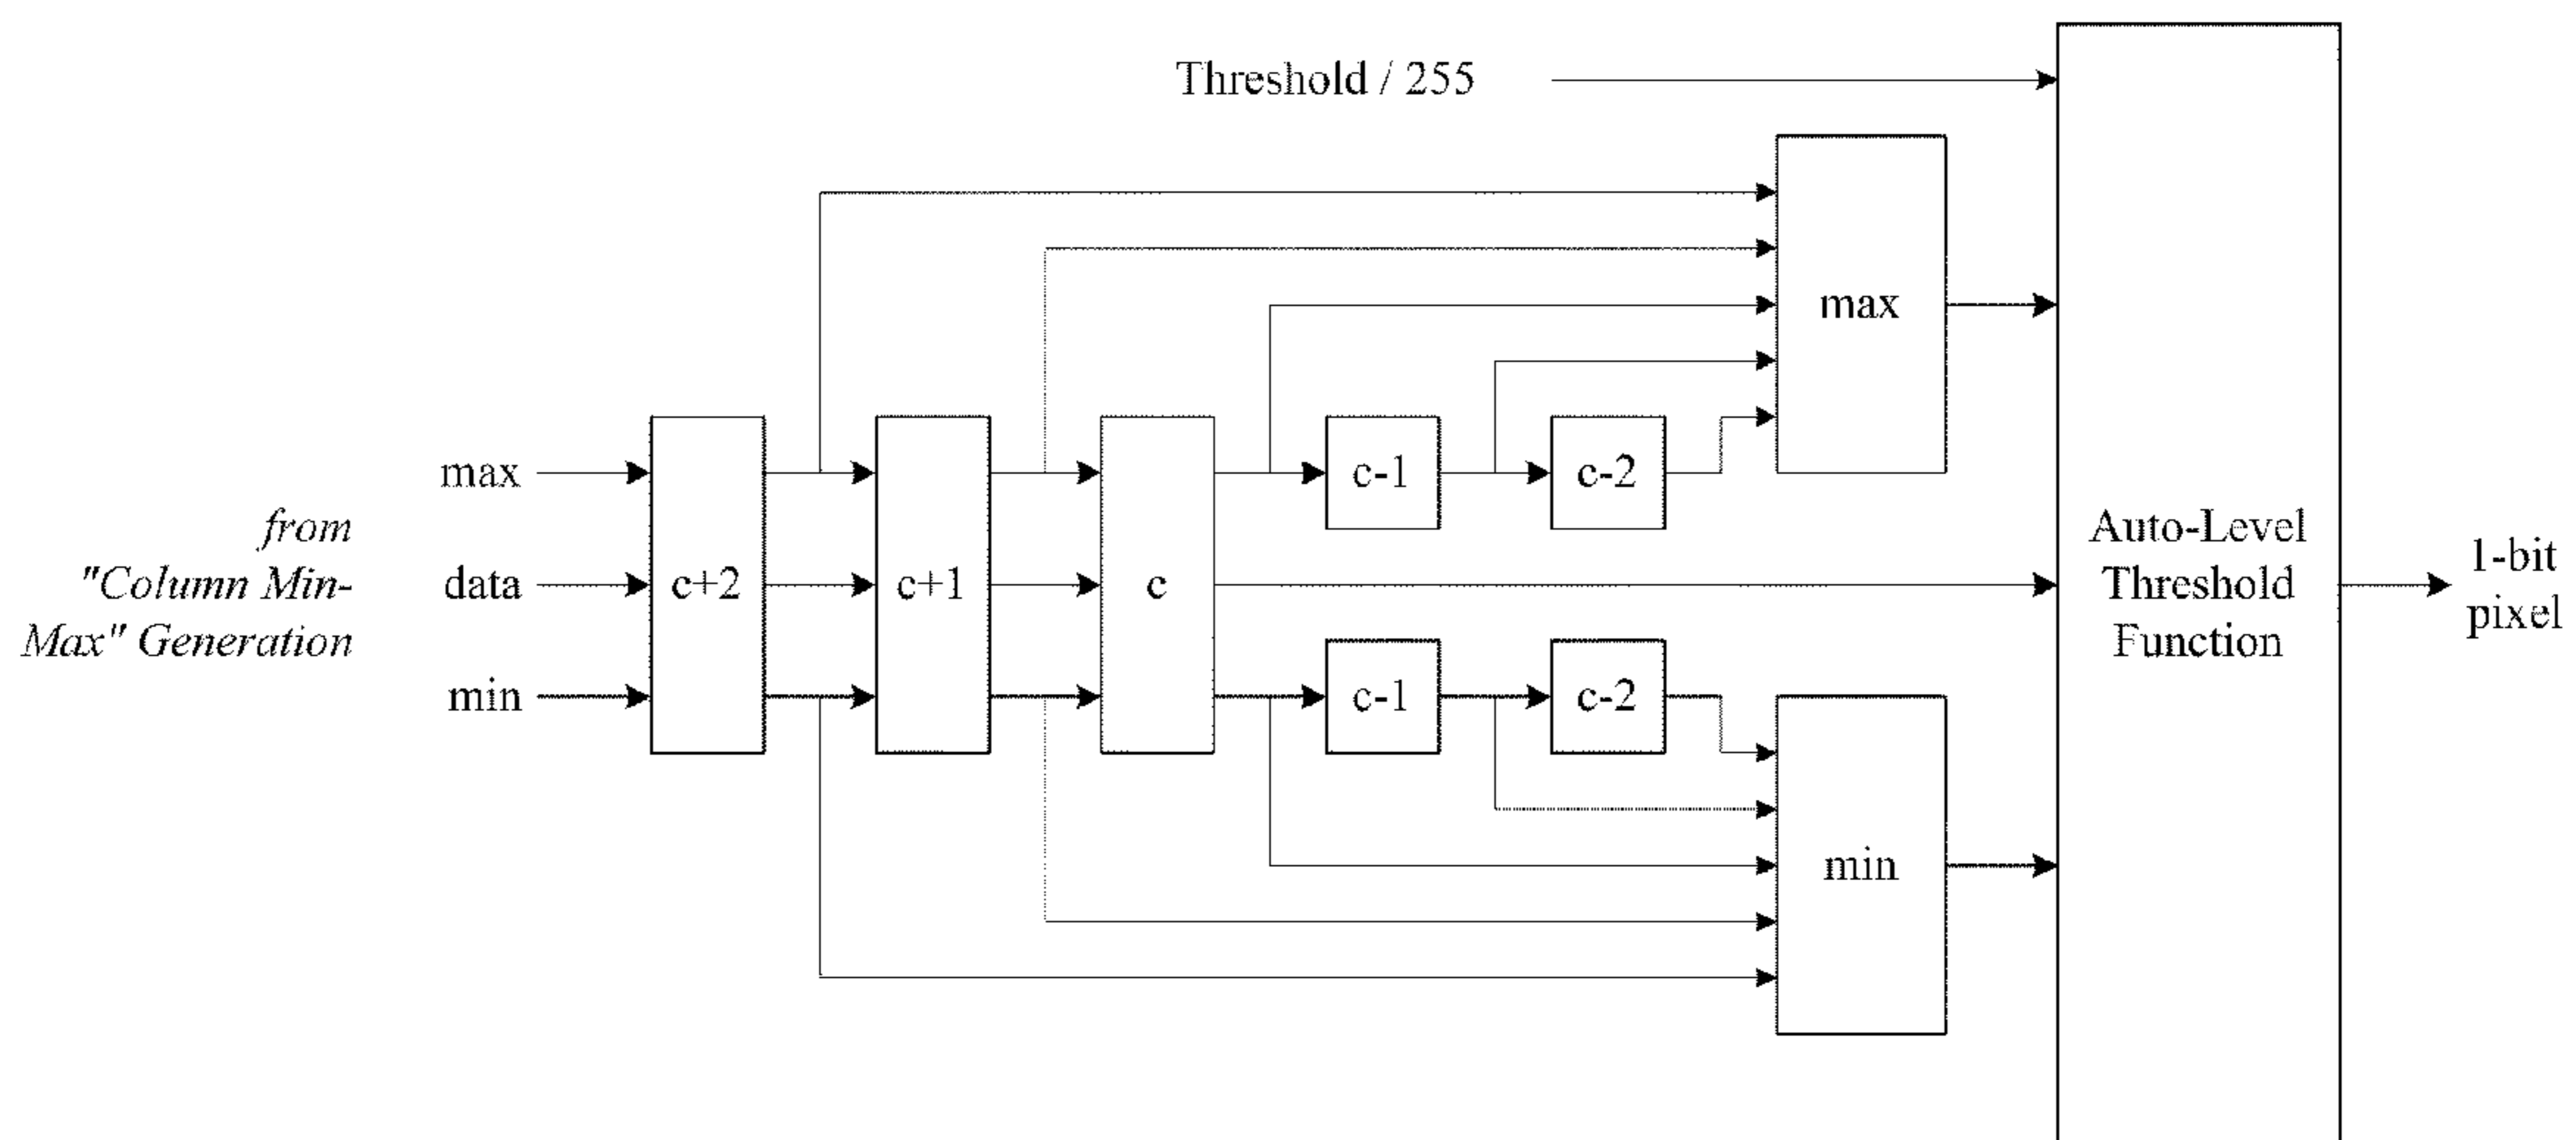 Threshold / 255
max
max
c-1
c-2
from
"Column Min-
Max" Generation
data
c+2
c+1
c
Auto-Level
Threshold
Function
1-bit
pixel
min
c-1
c-2
min